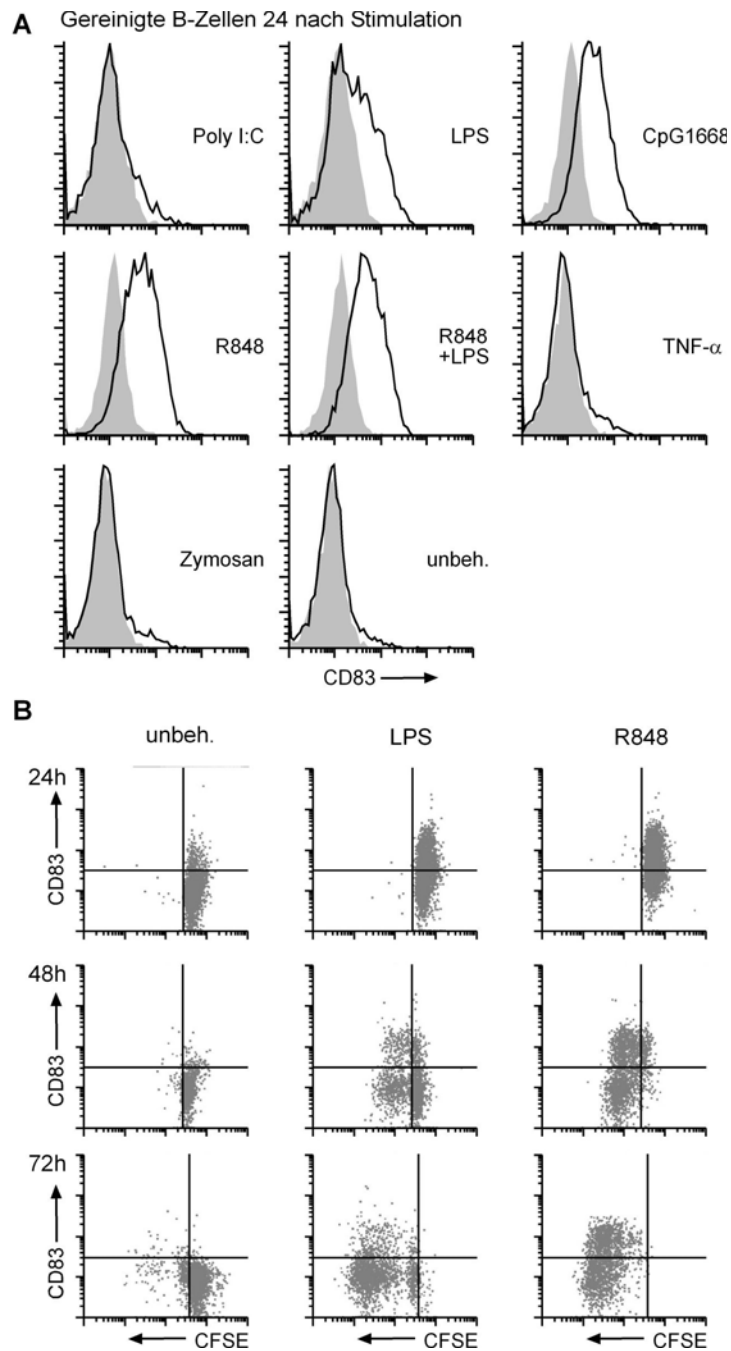 A
Gereinigte B-Zellen 24 nach Stimulation
Poly I:C
LPS
CpG1668
R848
R848
+LPS
TNF-α
Zymosan
unbeh.
CD83
B
unbeh.
LPS
R848
24h
CD83
48h
CD83
72h
CD83
CFSE
CFSE
CFSE